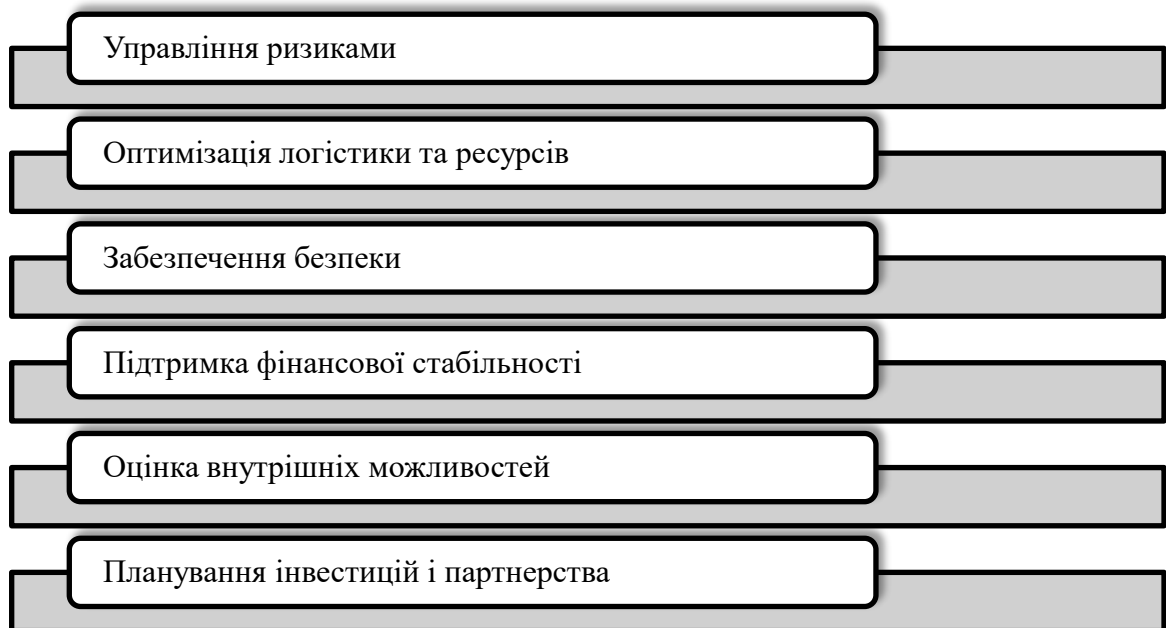 Управління ризиками
Оптимізація логістики та ресурсів
Забезпечення безпеки
Підтримка фінансової стабільності
Оцінка внутрішніх можливостей
Планування інвестицій і партнерства